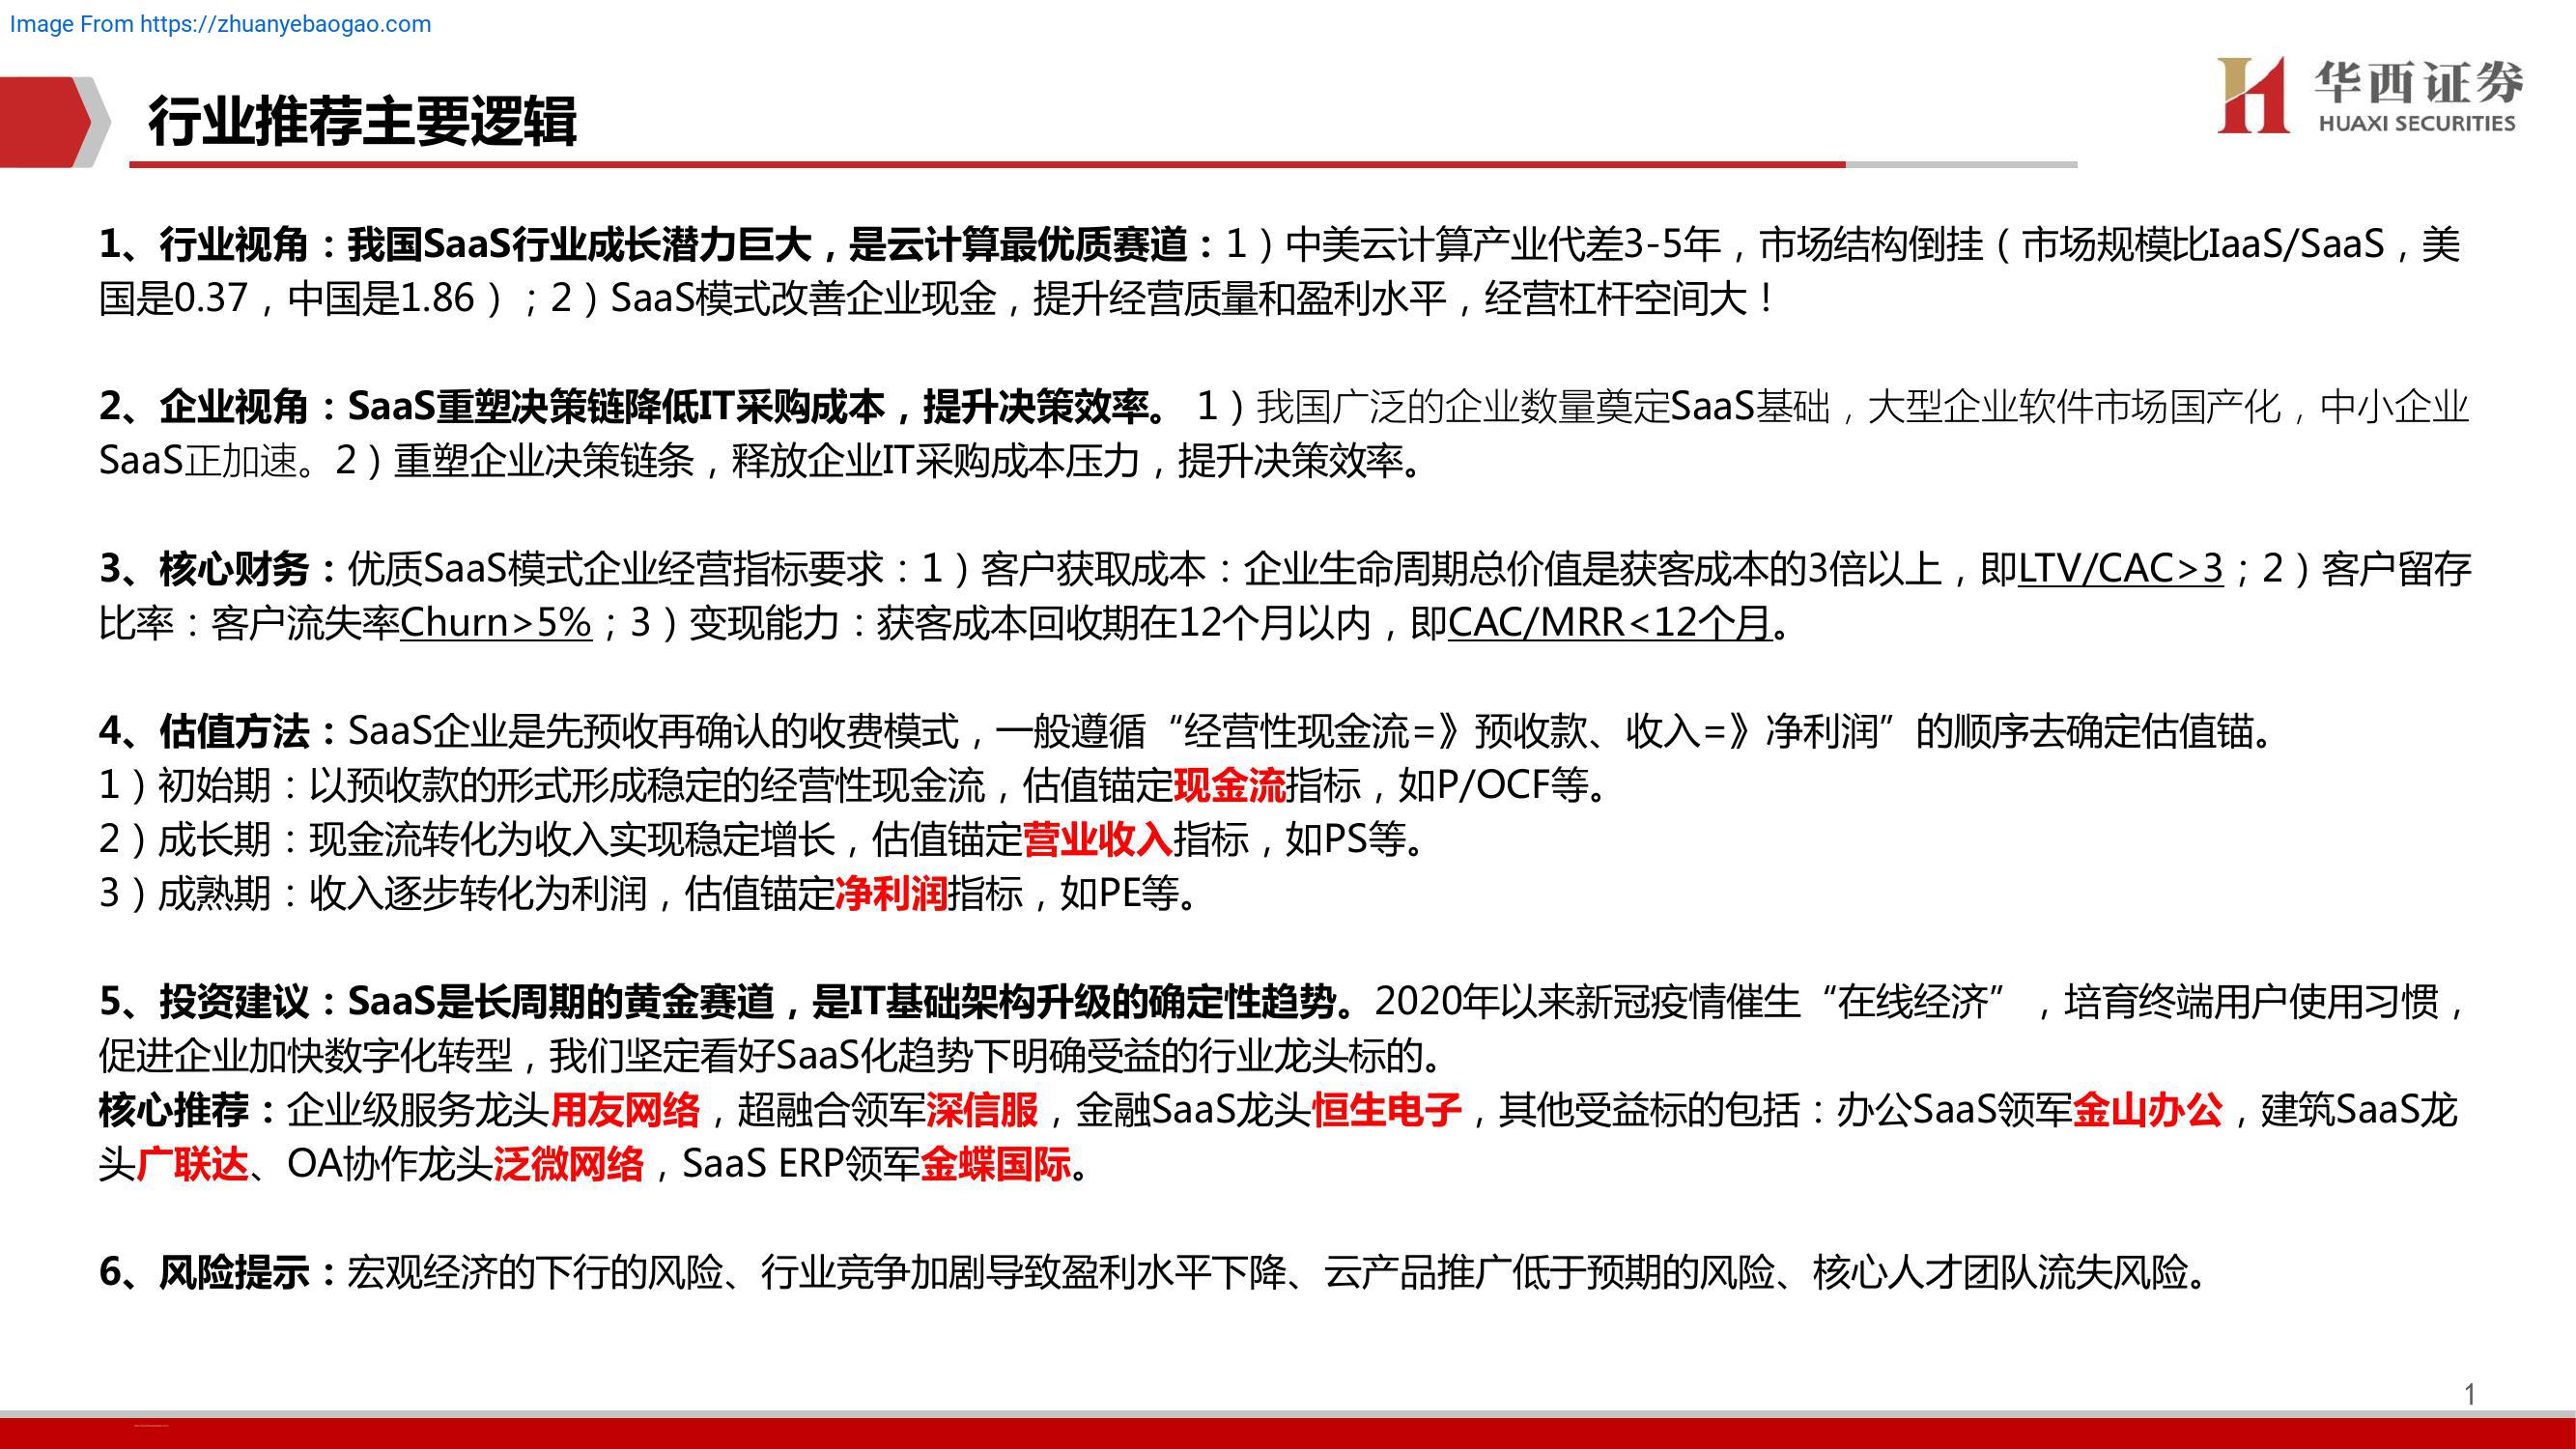 Image From https://zhuanyebaogao.com
行业推荐主要逻辑
华西证券
HUAXI SECURITIES
1、行业视角：我国SaaS行业成长潜力巨大，是云计算最优质赛道：1）中美云计算产业代差3-5年，市场结构倒挂（市场规模比IaaS/SaaS，美
国是0.37，中国是1.86）；2）SaaS模式改善企业现金，提升经营质量和盈利水平，经营杠杆空间大！
2、企业视角：SaaS重塑决策链降低IT采购成本，提升决策效率。 1）我国广泛的企业数量奠定SaaS基础，大型企业软件市场国产化，中小企业
SaaS正加速。2）重塑企业决策链条，释放企业IT采购成本压力，提升决策效率。
3、核心财务：优质SaaS模式企业经营指标要求：1）客户获取成本：企业生命周期总价值是获客成本的3倍以上，即LTV/CAC>3；2）客户留存
比率：客户流失率Churn>5%；3）变现能力：获客成本回收期在12个月以内，即CAC/MRR<12个月。
4、估值方法：SaaS企业是先预收再确认的收费模式，一般遵循“经营性现金流=》预收款、收入=》净利润”的顺序去确定估值锚。
1）初始期：以预收款的形式形成稳定的经营性现金流，估值锚定现金流指标，如P/OCF等。
2）成长期：现金流转化为收入实现稳定增长，估值锚定营业收入指标，如PS等。
3）成熟期：收入逐步转化为利润，估值锚定净利润指标，如PE等。
5、投资建议：SaaS是长周期的黄金赛道，是IT基础架构升级的确定性趋势。2020年以来新冠疫情催生“在线经济”，培育终端用户使用习惯，
促进企业加快数字化转型，我们坚定看好SaaS化趋势下明确受益的行业龙头标的。
核心推荐：企业级服务龙头用友网络，超融合领军深信服，金融SaaS龙头恒生电子，其他受益标的包括：办公SaaS领军金山办公，建筑SaaS龙
头广联达、OA协作龙头泛微网络，SaaS ERP领军金蝶国际。
6、风险提示：宏观经济的下行的风险、行业竞争加剧导致盈利水平下降、云产品推广低于预期的风险、核心人才团队流失风险。
1